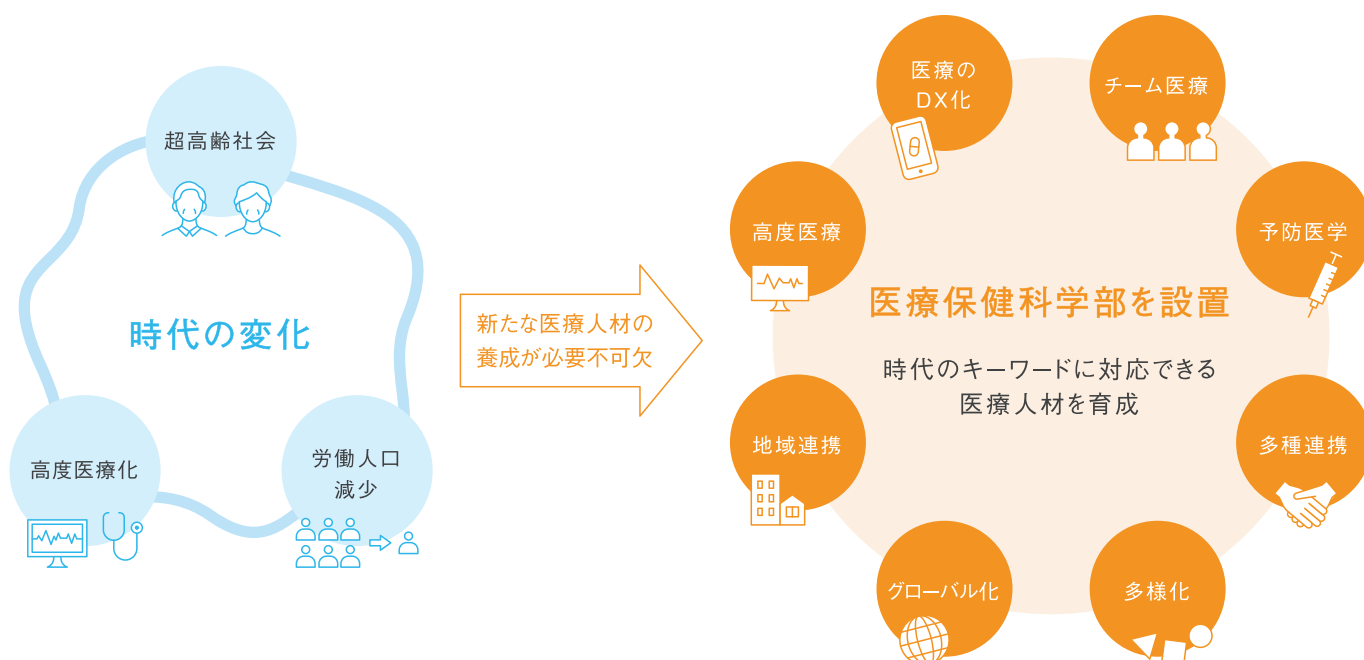 超高齢社会
時代の変化
高度医療化
労働人口
減少
新たな医療人材の
養成が必要不可欠
医療の
DX化
チーム医療
高度医療
予防医学
医療保健科学部を設置
時代のキーワードに対応できる
医療人材を育成
地域連携
多種連携
グローバル化
多様化